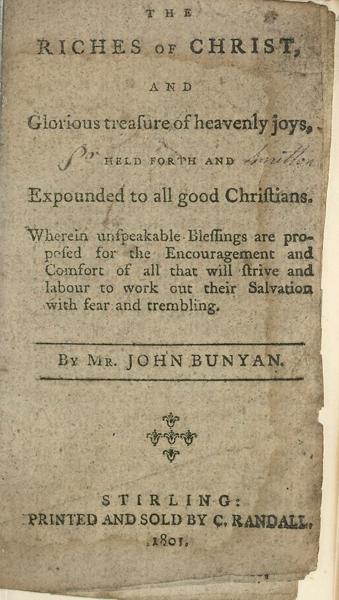 THE
RICHES OF CHRIST,
AND
Glorious treaſure of heavenly joys,
HELD FORTH AND
Expounded to all good Chriſtians.
Wherein unſpeakable Bleſſings are pro-
poſed for the Encouragement and
Comfort of all that will ſtrive and
labour to work out their Salvation
with fear and trembling.
BY MR. JOHN BUNYAN.
STIRLING:
PRINTED AND SOLD BY C. RANDALL.
1801.